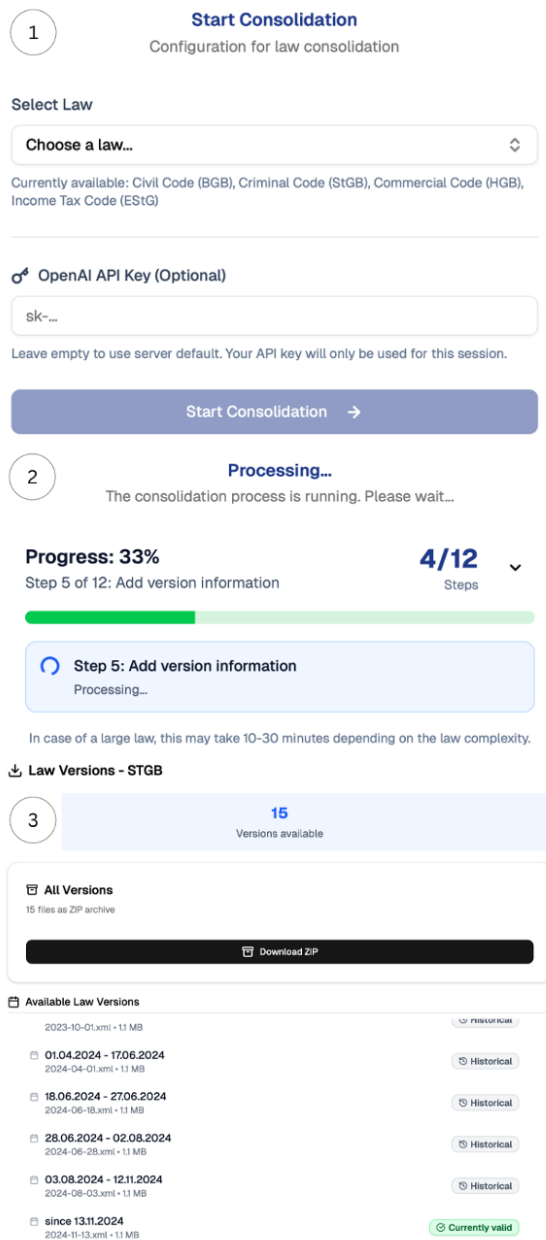 1
Start Consolidation
Configuration for law consolidation
Select Law
Choose a law...
Currently available: Civil Code (BGB), Criminal Code (StGB), Commercial Code (HGB),
Income Tax Code (EStG)
OpenAI API Key (Optional)
sk-...
Leave empty to use server default. Your API key will only be used for this session.
Start Consolidation →
2
Processing...
The consolidation process is running. Please wait...
Progress: 33%
4/12
Step 5 of 12: Add version information
Steps
Step 5: Add version information
Processing...
In case of a large law, this may take 10-30 minutes depending on the law complexity.
Law Versions - STGB
3
15
Versions available
All Versions
15 files as ZIP archive
Download ZIP
Available Law Versions
Historical
2023-10-01.xml • 1.1 MB
01.04.2024 - 17.06.2024
2024-04-01.xml • 1.1 MB
Historical
18.06.2024 - 27.06.2024
2024-06-18.xml • 1.1 MB
Historical
28.06.2024 - 02.08.2024
2024-06-28.xml • 1.1 MB
Historical
03.08.2024 - 12.11.2024
2024-08-03.xml • 1.1 MB
Historical
since 13.11.2024
2024-11-13.xml • 1.1 MB
Currently valid